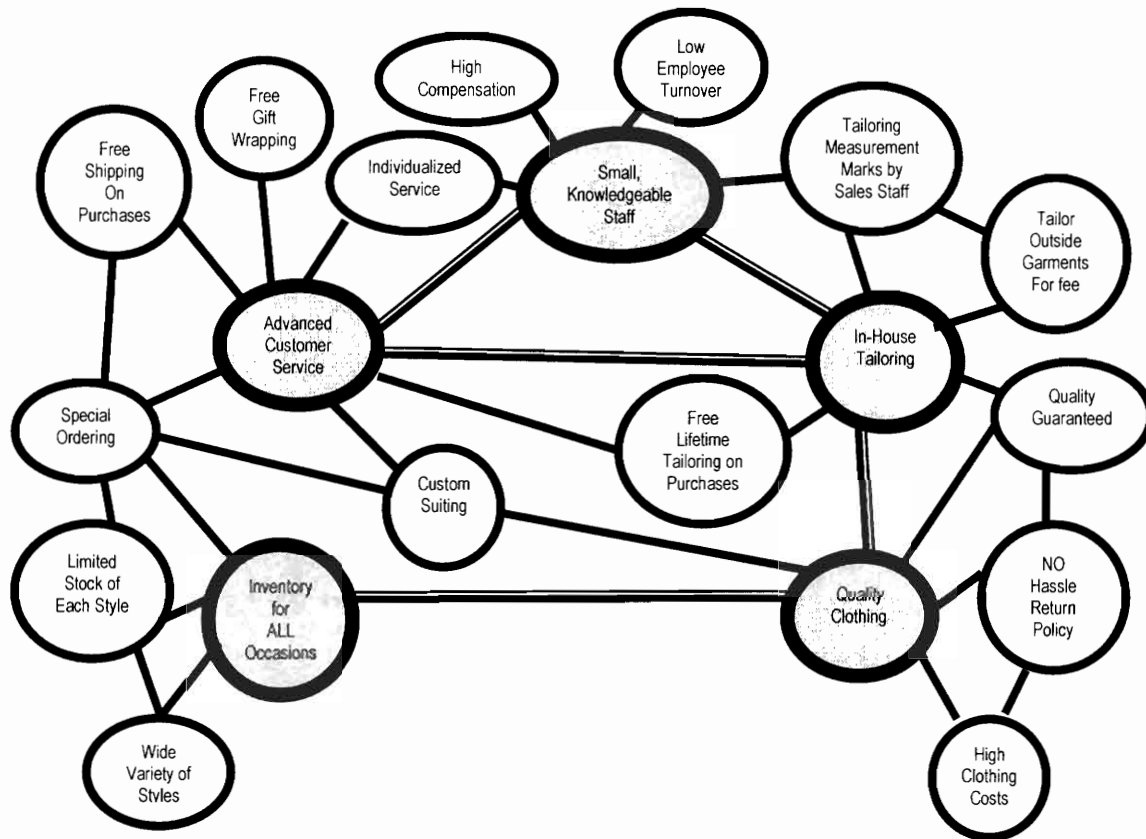 High
Compensation
Low
Employee
Turnover
Free
Gift
Wrapping
Free
Shipping
On
Purchases
Individualized
Service
Small,
Knowledgeable
Staff
Tailoring
Measurement
Marks by
Sales Staff
Tailor
Outside
Garments
For fee
Advanced
Customer
Service
In-House
Tailoring
Special
Ordering
Free
Lifetime
Tailoring on
Purchases
Quality
Guaranteed
Custom
Suiting
Limited
Stock of
Each Style
Inventory
for
ALL
Occasions
Quality
Clothing
NO
Hassle
Return
Policy
Wide
Variety of
Styles
High
Clothing
Costs